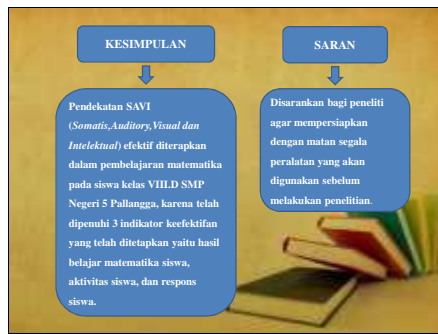 KESIMPULAN
Pendekatan SAVI
(Somatis,Auditory,Visual dan
Intelektual) efektif diterapkan
dalam pembelajaran matematika
pada siswa kelas VIII.D SMP
Negeri 5 Pallangga, karena telah
dipenuhi 3 indikator keefektifan
yang telah ditetapkan yaitu hasil
belajar matematika siswa,
aktivitas siswa, dan respons
siswa.
SARAN
Disarankan bagi peneliti
agar mempersiapkan
dengan matan segala
peralatan yang akan
digunakan sebelum
melakukan penelitian.